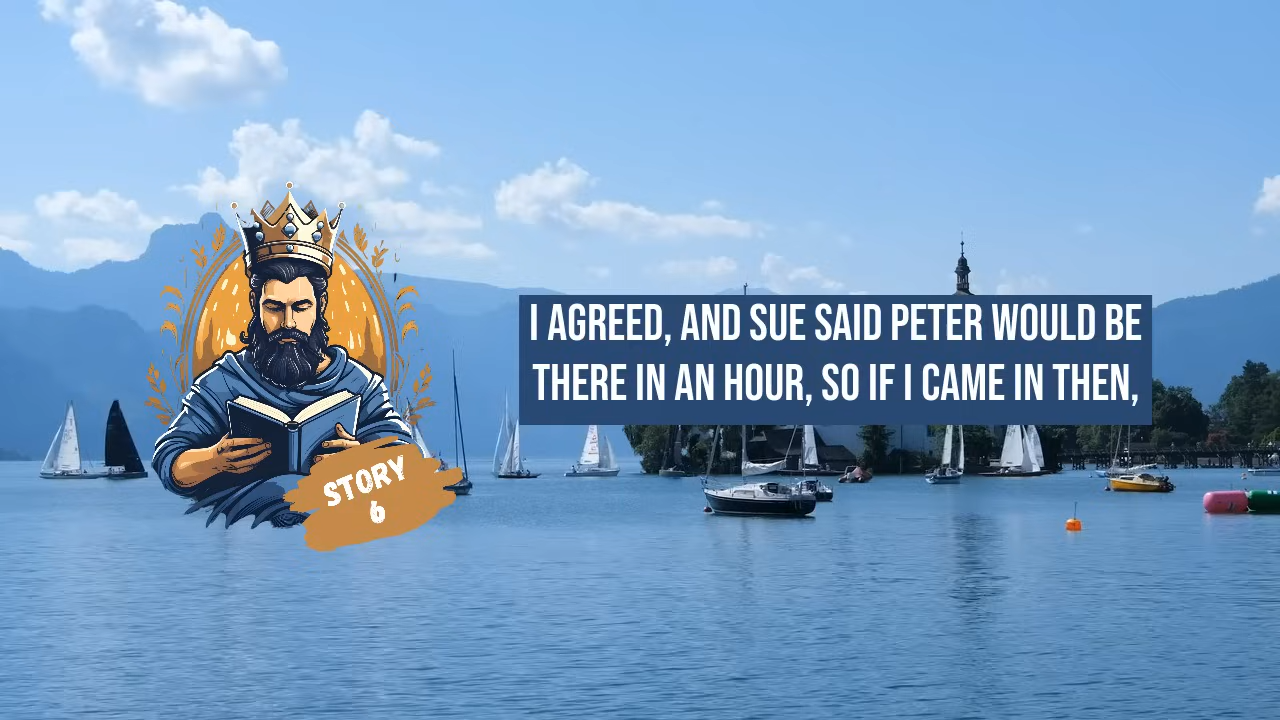 I AGREED, AND SUE SAID PETER WOULD BE
THERE IN AN HOUR, SO IF I CAME IN THEN,
STORY
6